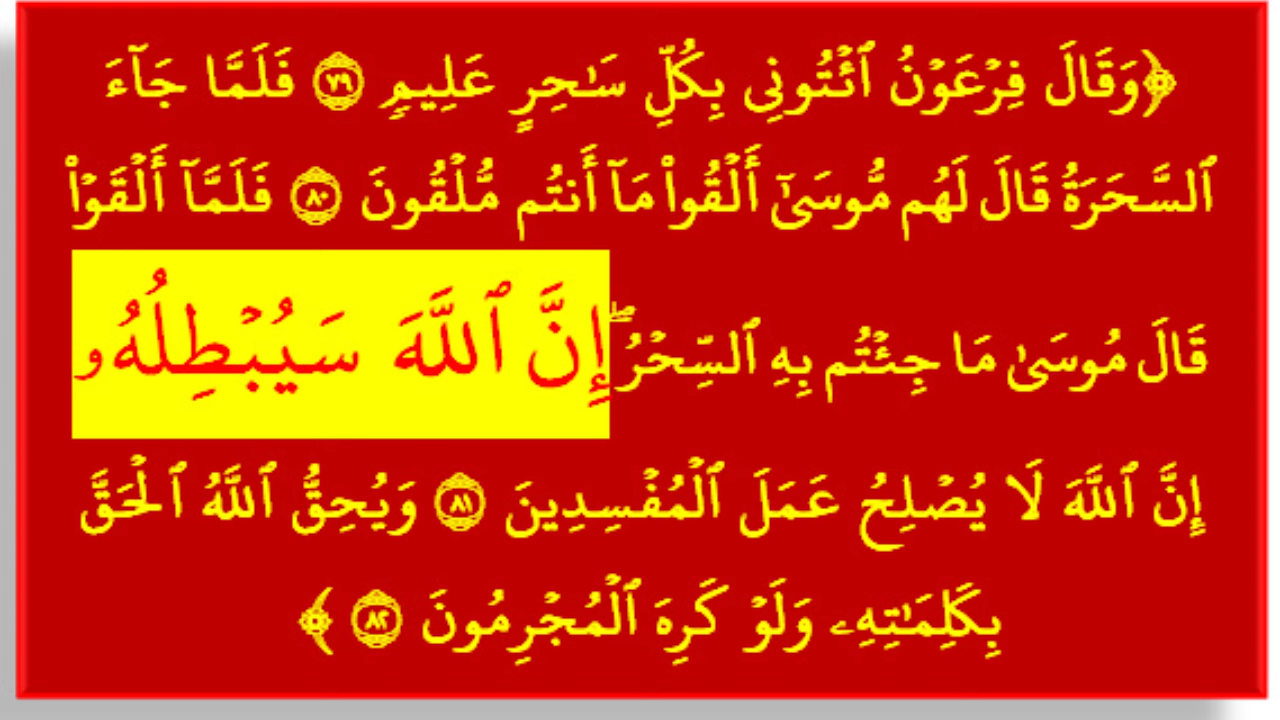 ﴿وَقَالَ فِرۡعَوۡنُ ٱئۡتُونِي بِكُلِّ سَٰحِرٍ عَلِيمٖ ٧٩ فَلَمَّا جَآءَ
ٱلسَّحَرَةُ قَالَ لَهُم مُّوسَىٰٓ أَلۡقُواْ مَآ أَنتُم مُّلۡقُونَ ٨٠ فَلَمَّآ أَلۡقَوۡاْ
قَالَ مُوسَىٰ مَا جِئۡتُم بِهِ ٱلسِّحۡرُۖ إِنَّ ٱللَّهَ سَيُبۡطِلُهُۥ
إِنَّ ٱللَّهَ لَا يُصۡلِحُ عَمَلَ ٱلۡمُفۡسِدِينَ ٨١ وَيُحِقُّ ٱللَّهُ ٱلۡحَقَّ
بِكَلِمَٰتِهِۦ وَلَوۡ كَرِهَ ٱلۡمُجۡرِمُونَ ٨٢ ﴾